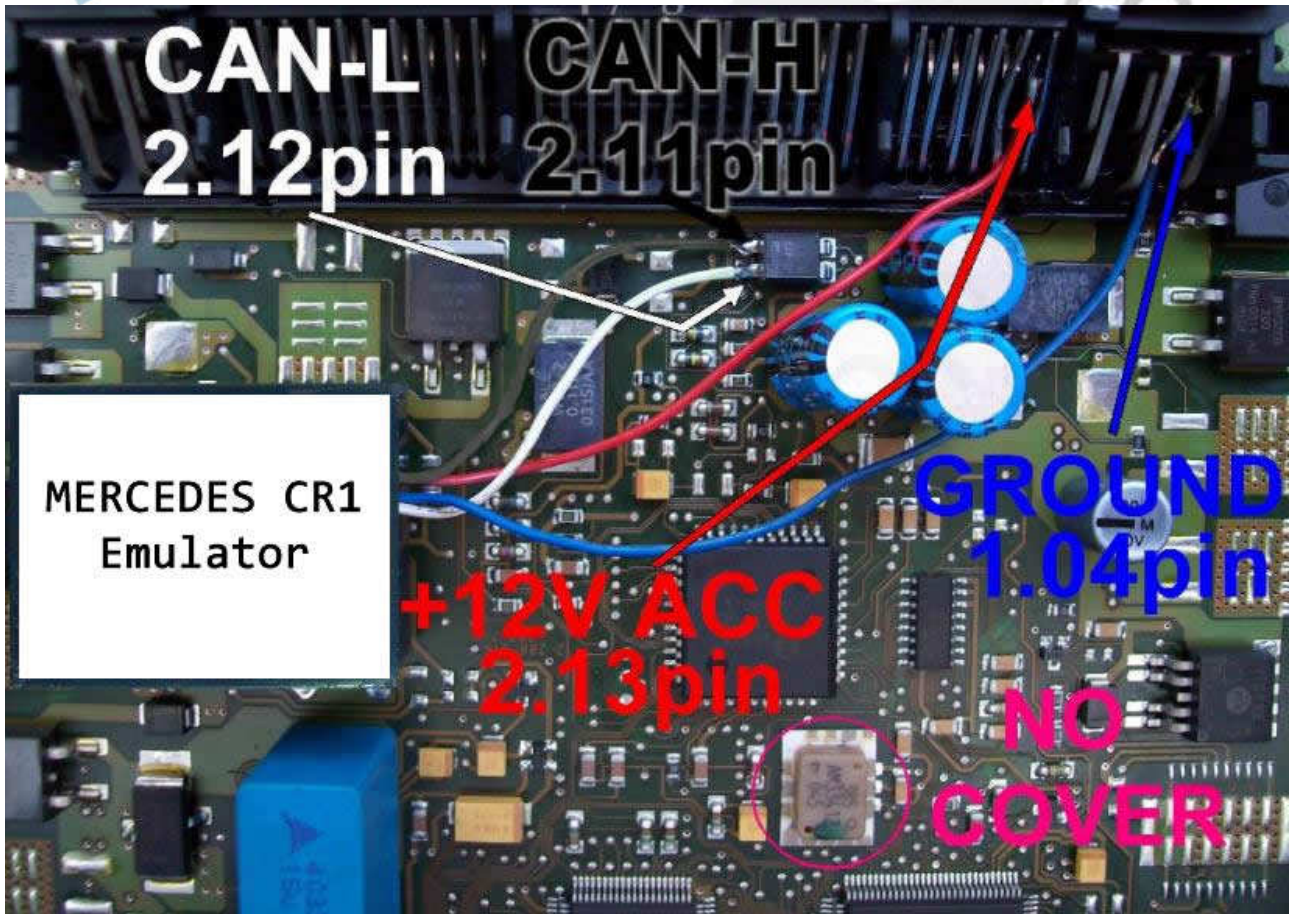 CAN-L
2.12pin
CAN-H
2.11pin
MERCEDES CR1
Emulator
GROUND
1.04pin
+12V ACC
2.13pin
NO
COVER